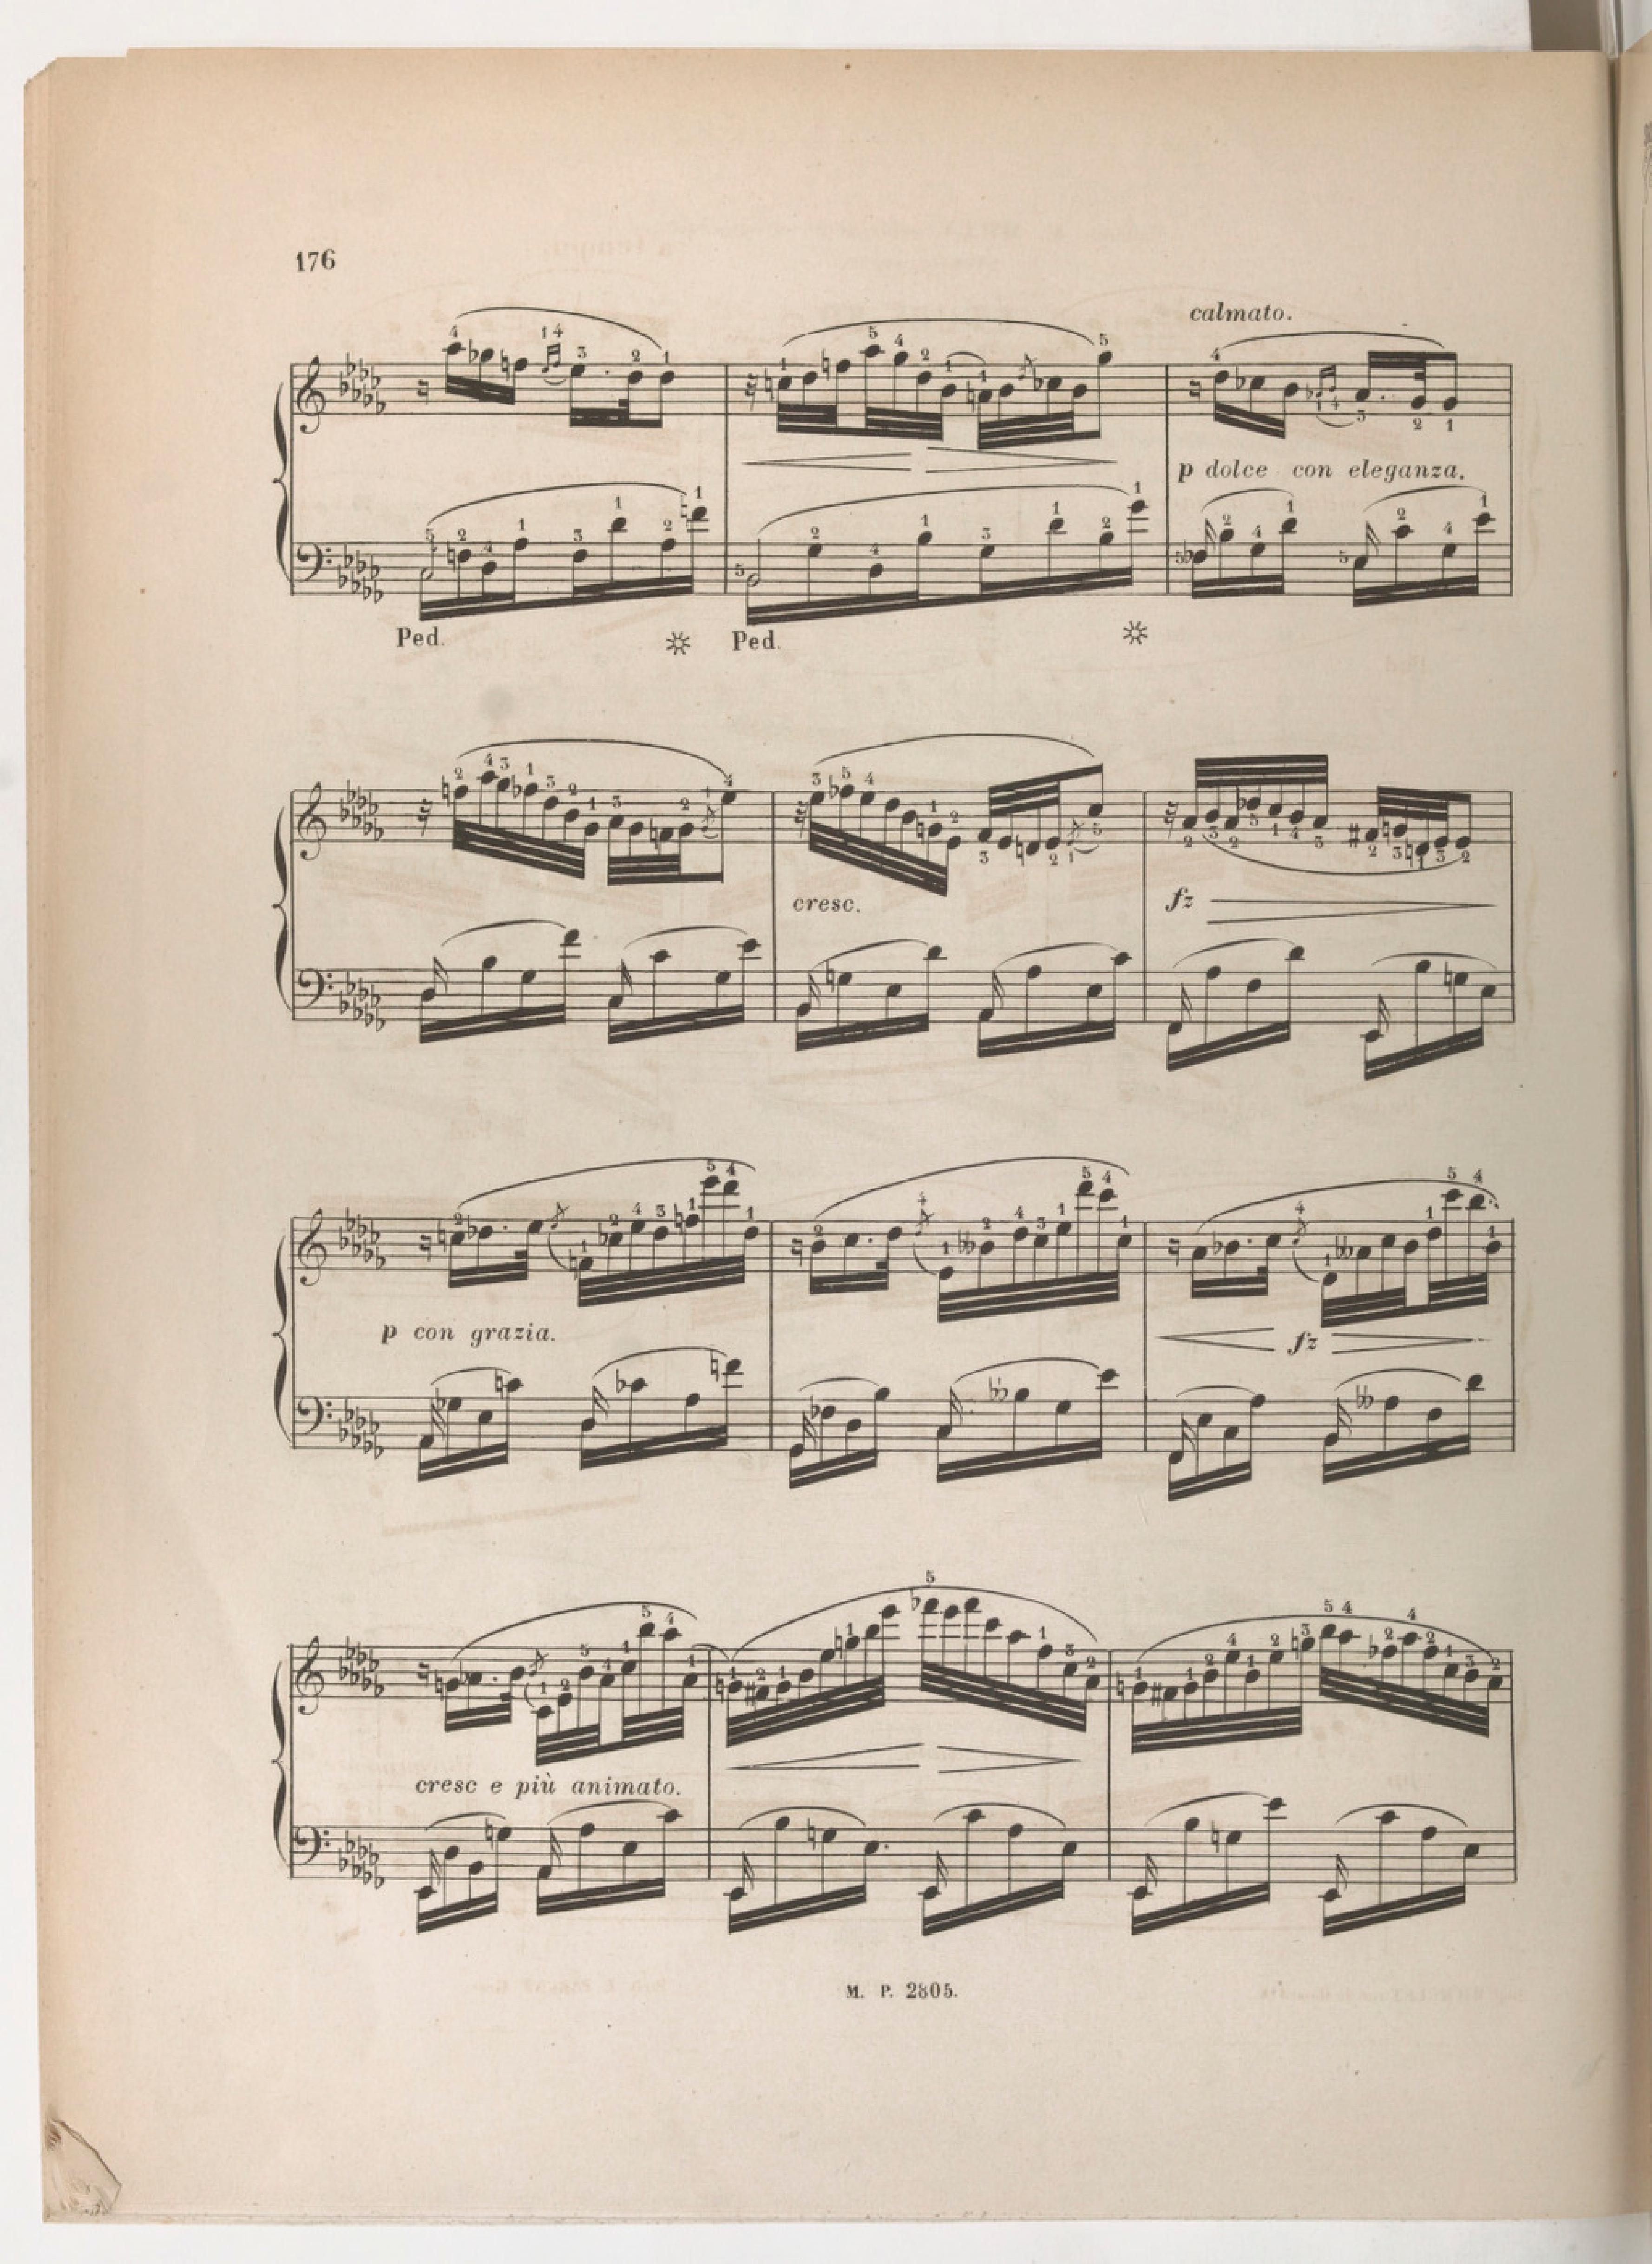 176
calmato.
p dolce con eleganza.
Ped. Ped.
cresc. fz
p con grazia. fz
cresc e più animato.
M. P. 2805.